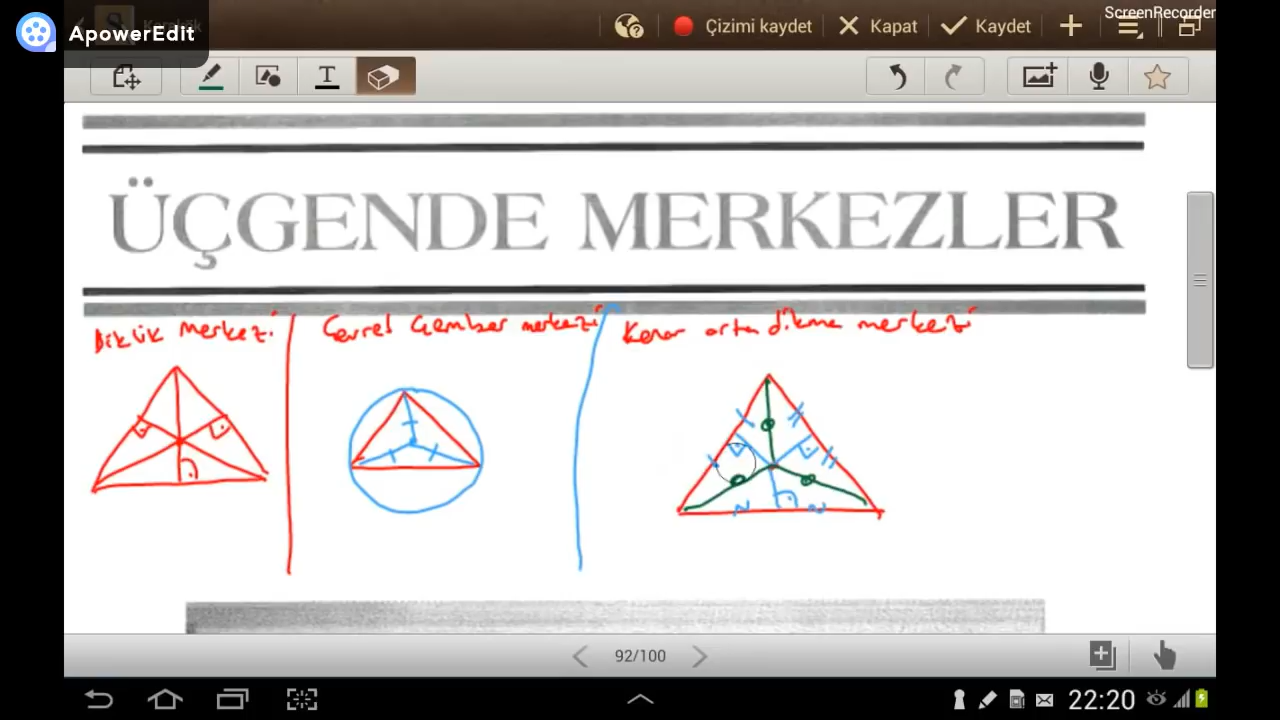 ScreenRecorder
ApowerEdit
Çizimi kaydet
Kapat
Kaydet
T
ÜÇGENDE MERKEZLER
Diklik Merkezi
Çevrel Çember merkezi
Kenar orta dikme merkezi
92/100
22:20